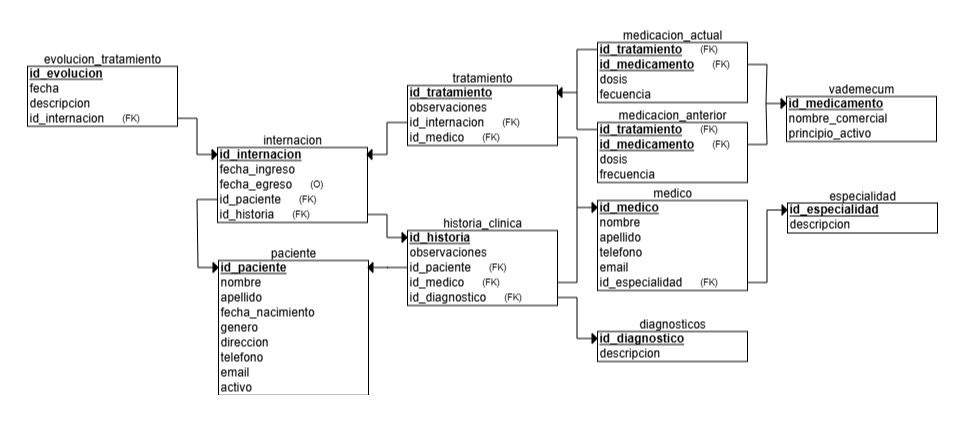 evolucion_tratamiento
id_evolucion
fecha
descripcion
id_internacion (FK)
internacion
id_internacion
fecha_ingreso
fecha_egreso (O)
id_paciente (FK)
id_historia (FK)
paciente
id_paciente
nombre
apellido
fecha_nacimiento
genero
direccion
telefono
email
activo
tratamiento
id_tratamiento
observaciones
id_internacion (FK)
id_medico (FK)
historia_clinica
id_historia
observaciones
id_paciente (FK)
id_medico (FK)
id_diagnostico (FK)
medicacion_actual
id_tratamiento (FK)
id_medicamento (FK)
dosis
fecuencia
medicacion_anterior
id_tratamiento (FK)
id_medicamento (FK)
dosis
frecuencia
medico
id_medico
nombre
apellido
telefono
email
id_especialidad (FK)
diagnosticos
id_diagnostico
descripcion
vademecum
id_medicamento
nombre_comercial
principio_activo
especialidad
id_especialidad
descripcion